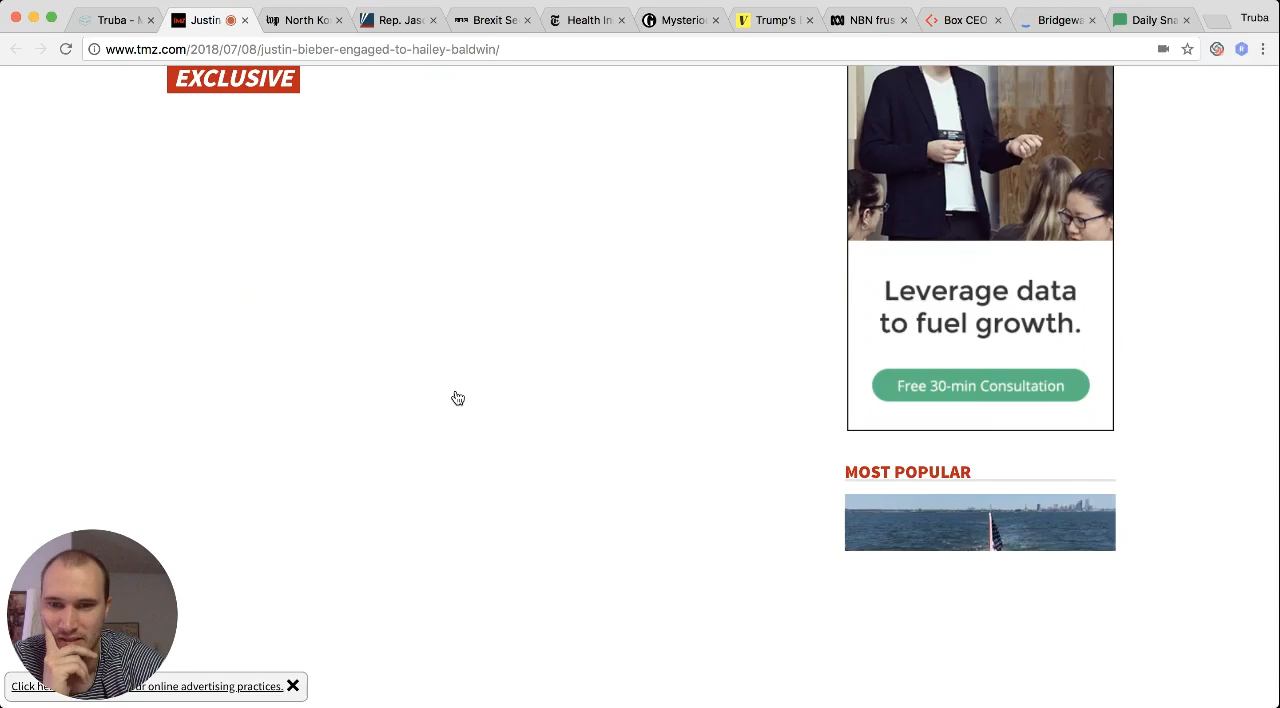 Truba - M
Justin
North Ko
Rep. Jas
Brexit Se
Health In
Mysterio
Trump's
NBN frus
Box CEO
Bridgewa
Daily Sna
Truba
www.tmz.com/2018/07/08/justin-bieber-engaged-to-hailey-baldwin/
EXCLUSIVE
Leverage data
to fuel growth.
Free 30-min Consultation
MOST POPULAR
Click online advertising practices.